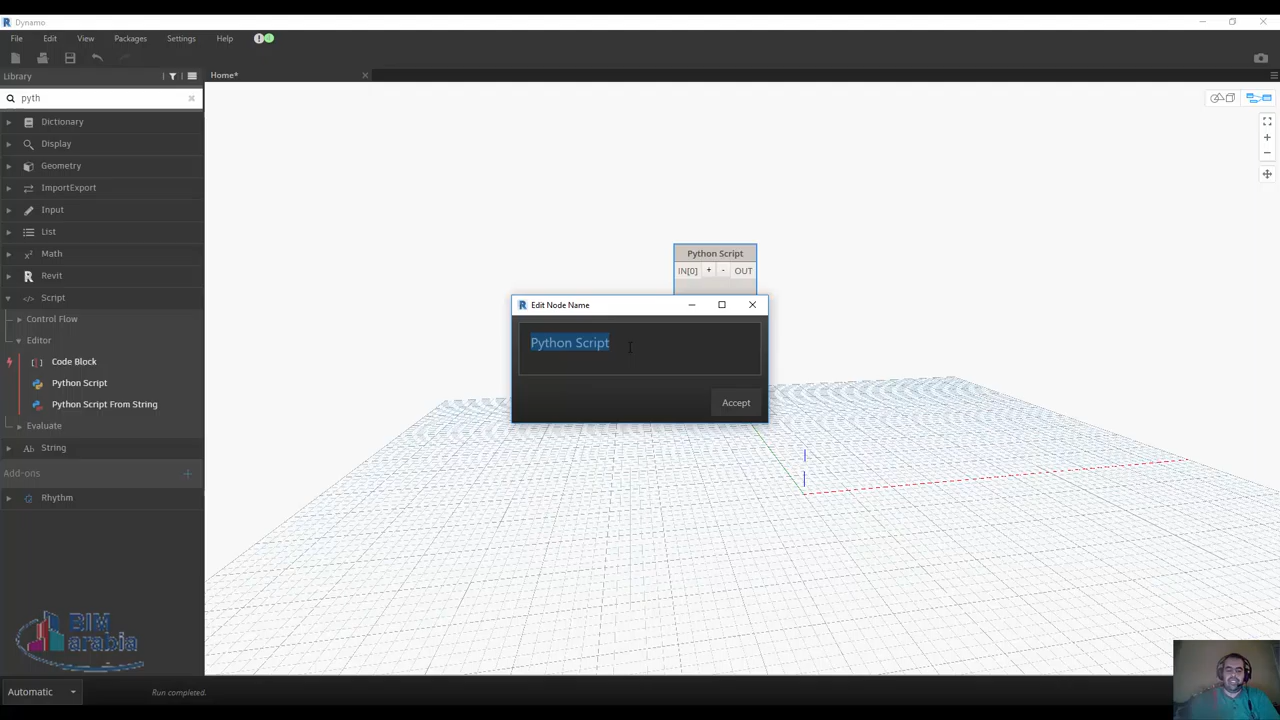 Dynamo
File Edit View Packages Settings Help
Library
Home*
pyth
Dictionary
Display
Geometry
ImportExport
Input
List
Math
Revit
Script
Control Flow
Editor
Code Block
Python Script
Python Script From String
Evaluate
String
Add-ons
Rhythm
Python Script
IN[0] + - OUT
Edit Node Name
Python Script
Accept
BIM
arabia
Automatic
Run completed.